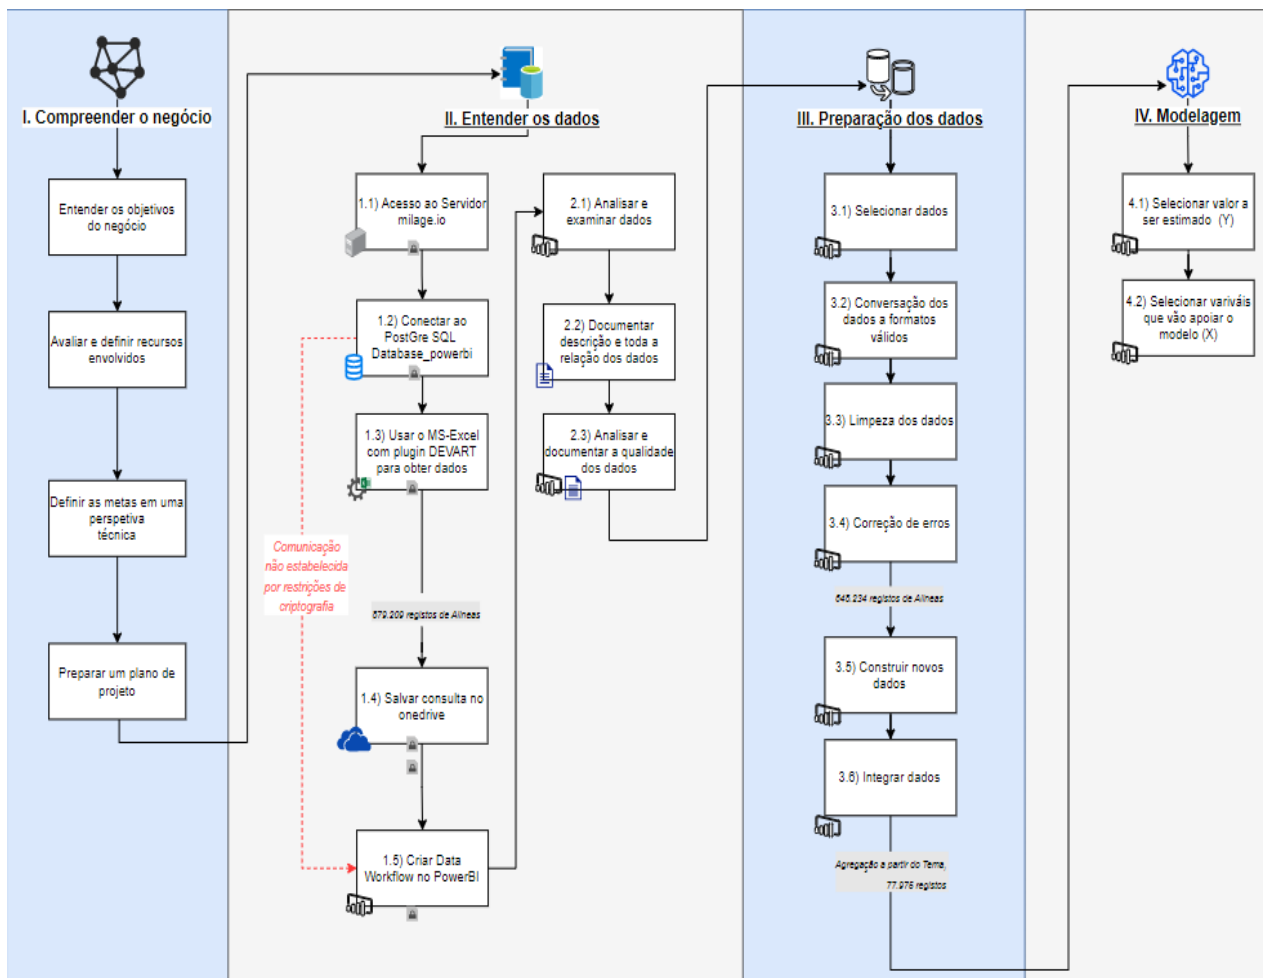 I. Compreender o negócio
Entender os objetivos
do negócio
Avaliar e definir recursos
envolvidos
Definir as metas em uma
perspetiva
técnica
Preparar um plano de
projeto
II. Entender os dados
1.1) Acesso ao Servidor
milage.io
1.2) Conectar ao
PostGre SQL
Database_powerbi
1.3) Usar o MS-Excel
com plugin DEVART
para obter dados
Comunicação
não estabelecida
por restrições de
criptografia
679.209 registos de Alíneas
1.4) Salvar consulta no
onedrive
1.5) Criar Data
Workflow no PowerBI
2.1) Analisar e
examinar dados
2.2) Documentar
descrição e toda a
relação dos dados
2.3) Analisar e
documentar a qualidade
dos dados
III. Preparação dos dados
3.1) Selecionar dados
3.2) Conversação dos
dados a formatos
válidos
3.3) Limpeza dos dados
3.4) Correção de erros
646.234 registos de Alíneas
3.5) Construir novos
dados
3.6) Integrar dados
Agregação a partir do Tema,
77.976 registos
IV. Modelagem
4.1) Selecionar valor a
ser estimado (Y)
4.2) Selecionar variváis
que vão apoiar o
modelo (X)